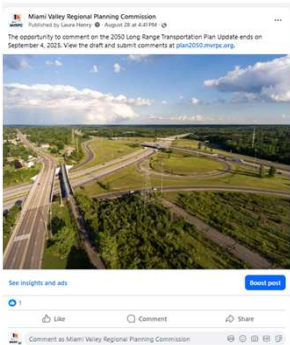 Miami Valley Regional Planning Commission
Published by Laura Henry · August 28 at 4:41 PM ·
The opportunity to comment on the 2050 Long Range Transportation Plan Update ends on
September 4, 2025. View the draft and submit comments at plan2050.mvrpc.org.
See insights and ads
Boost post
1
Like Comment Share
Comment as Miami Valley Regional Planning Commission